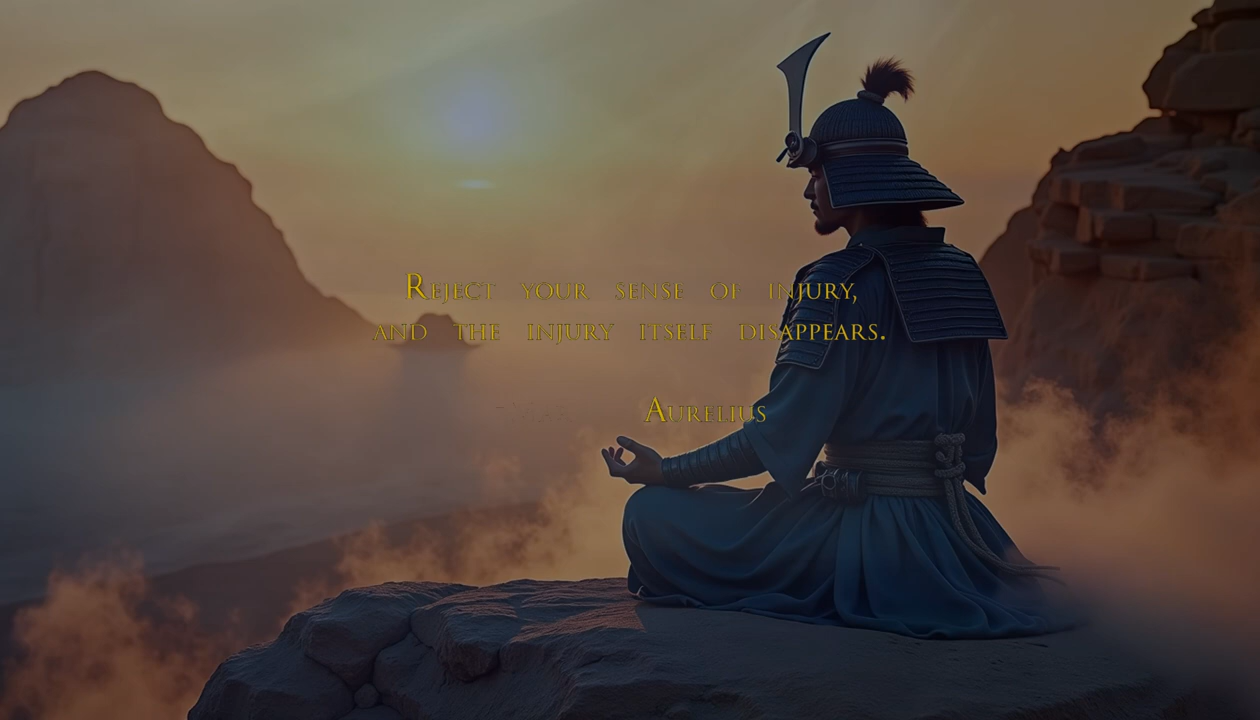 Reject your sense of injury,
and the injury itself disappears.
Aurelius